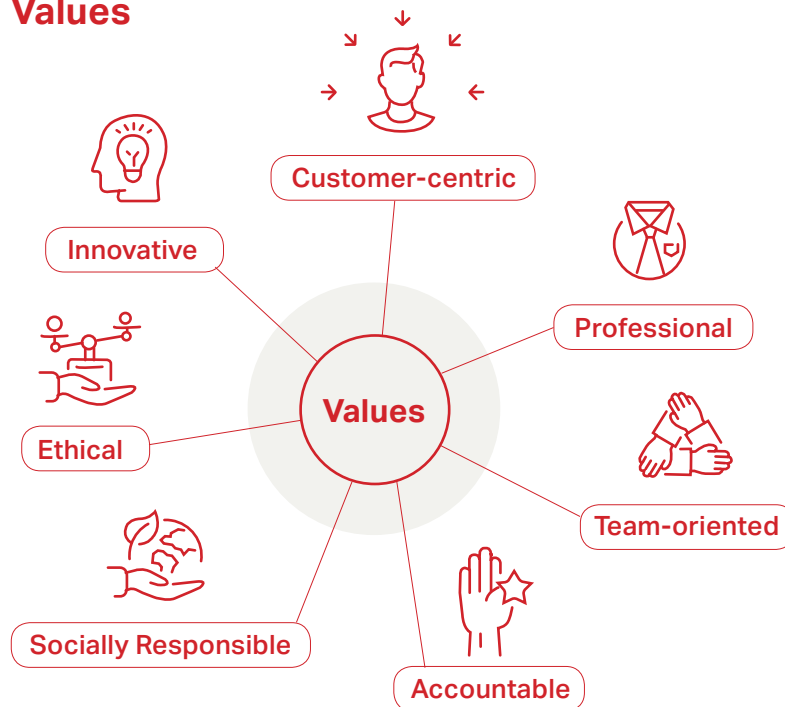 Values
Customer-centric
Innovative
Professional
Values
Ethical
Team-oriented
Socially Responsible
Accountable